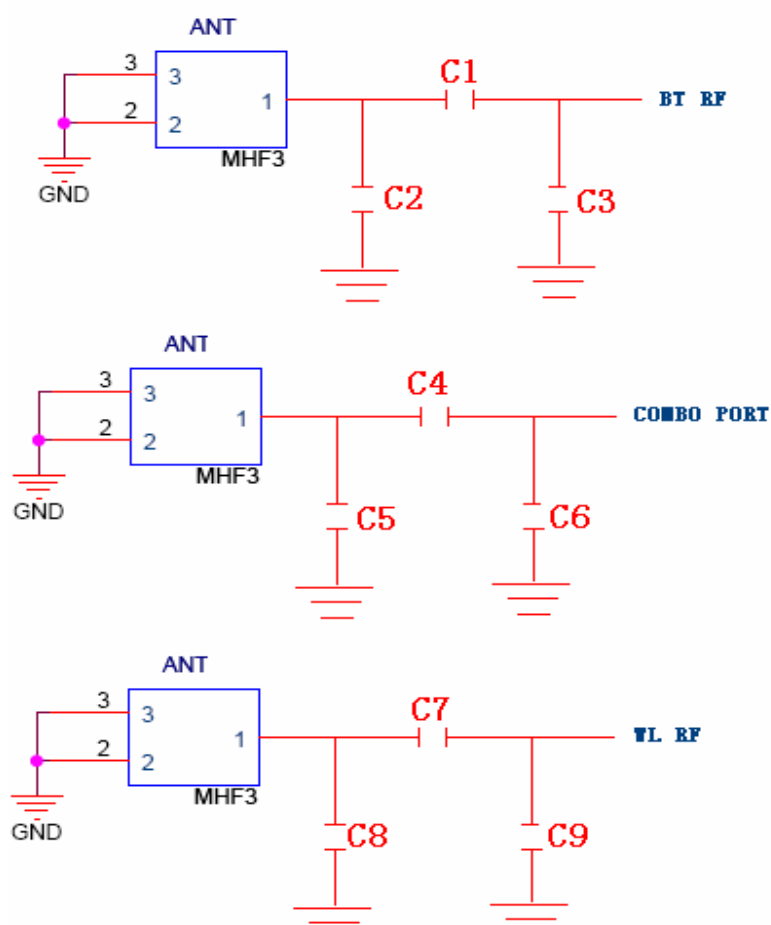 ANT
3 3 1 C1 BT RF
2 2
MHF3
GND
C2 C3
ANT
3 3 1 C4 COMBO PORT
2 2
MHF3
GND
C5 C6
ANT
3 3 1 C7 WL RF
2 2
MHF3
GND
C8 C9